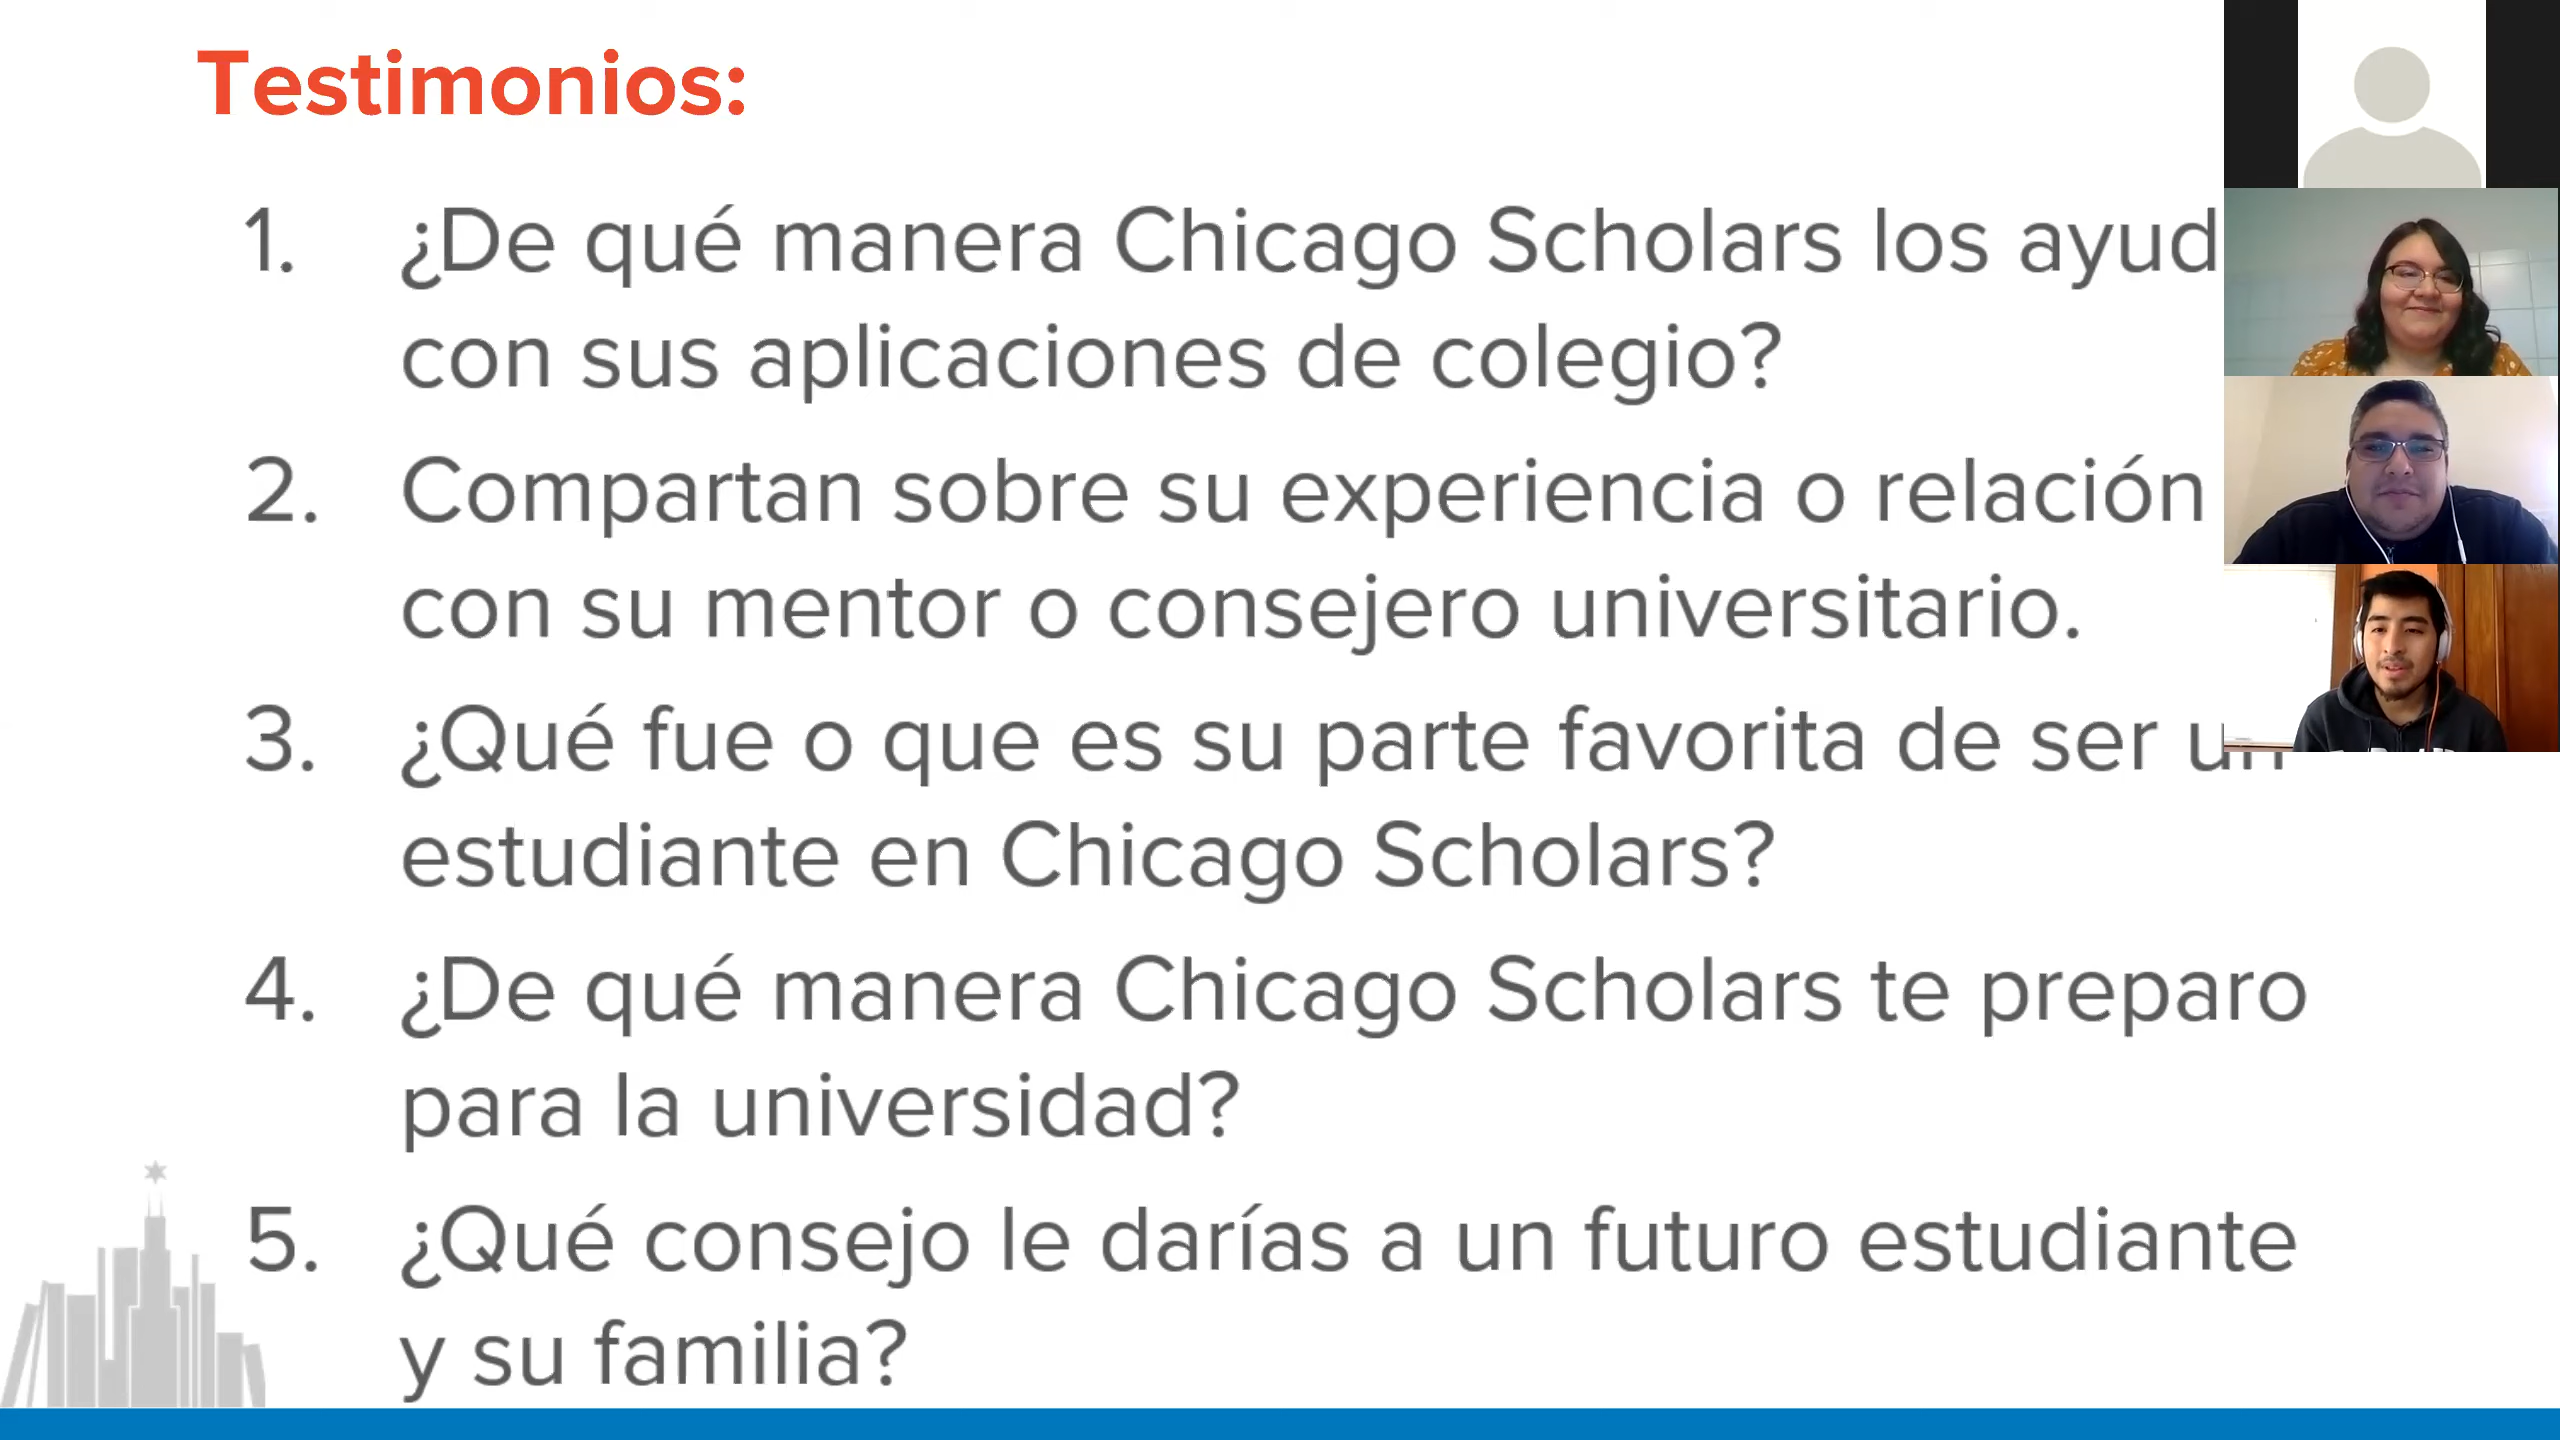 Testimonios:
1. ¿De qué manera Chicago Scholars los
con sus aplicaciones de colegio?
2. Compartan sobre su experiencia o relación
con su mentor o consejero universitario.
3. ¿Qué fue o que es su parte favorita de ser un
estudiante en Chicago Scholars?
4. ¿De qué manera Chicago Scholars te preparo
para la universidad?
5. ¿Qué consejo le darías a un futuro estudiante
y su familia?